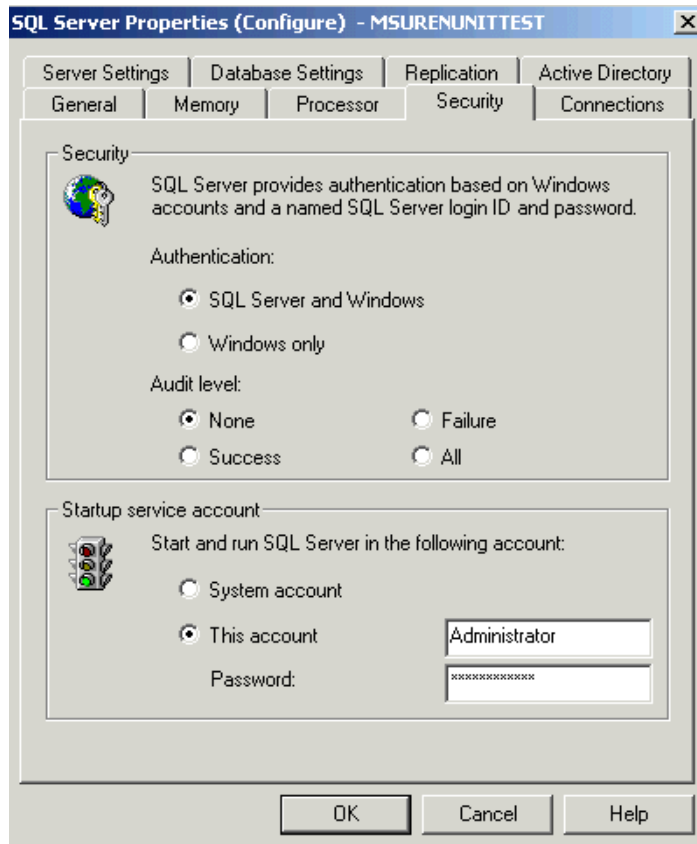 SQL Server Properties (Configure) - MSURENUNITTEST
Server Settings
Database Settings
Replication
Active Directory
General
Memory
Processor
Security
Connections
Security
SQL Server provides authentication based on Windows
accounts and a named SQL Server login ID and password.
Authentication:
SQL Server and Windows
Windows only
Audit level:
None
Failure
Success
All
Startup service account
Start and run SQL Server in the following account:
System account
This account
Administrator
Password:
************
OK
Cancel
Help